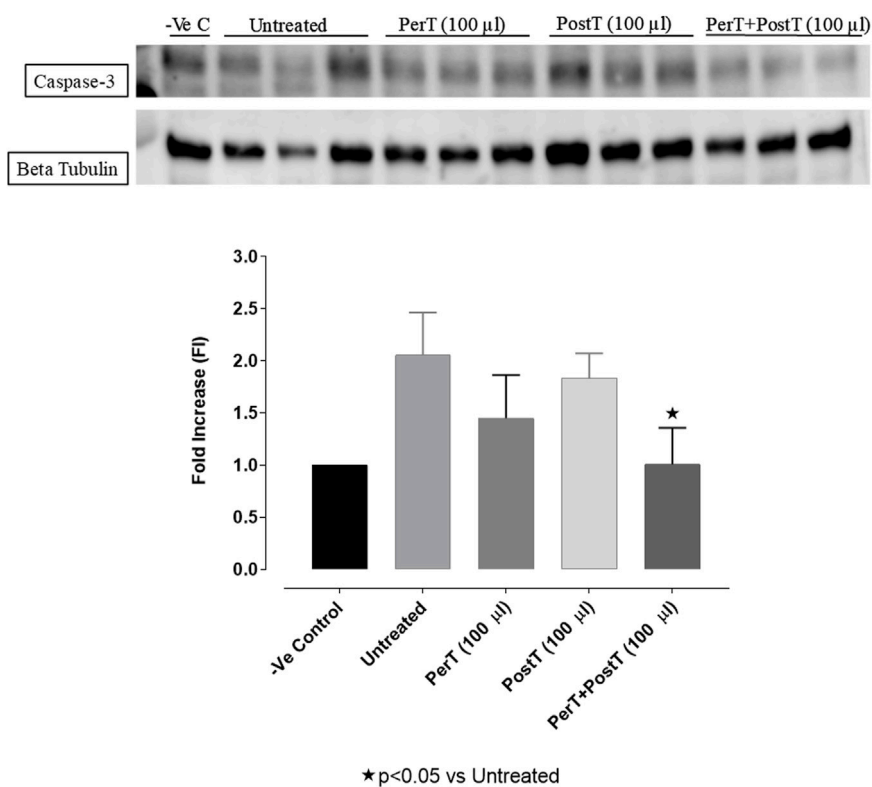 -Ve C Untreated PerT (100 µl) PostT (100 µl) PerT+PostT (100 µl)
Caspase-3
Beta Tubulin
3.0
2.5
2.0
1.5
1.0
0.5
0.0
Fold Increase (FI)
★
-Ve Control
Untreated
PerT (100 µl)
PostT (100 µl)
PerT+PostT (100 µl)
★p<0.05 vs Untreated